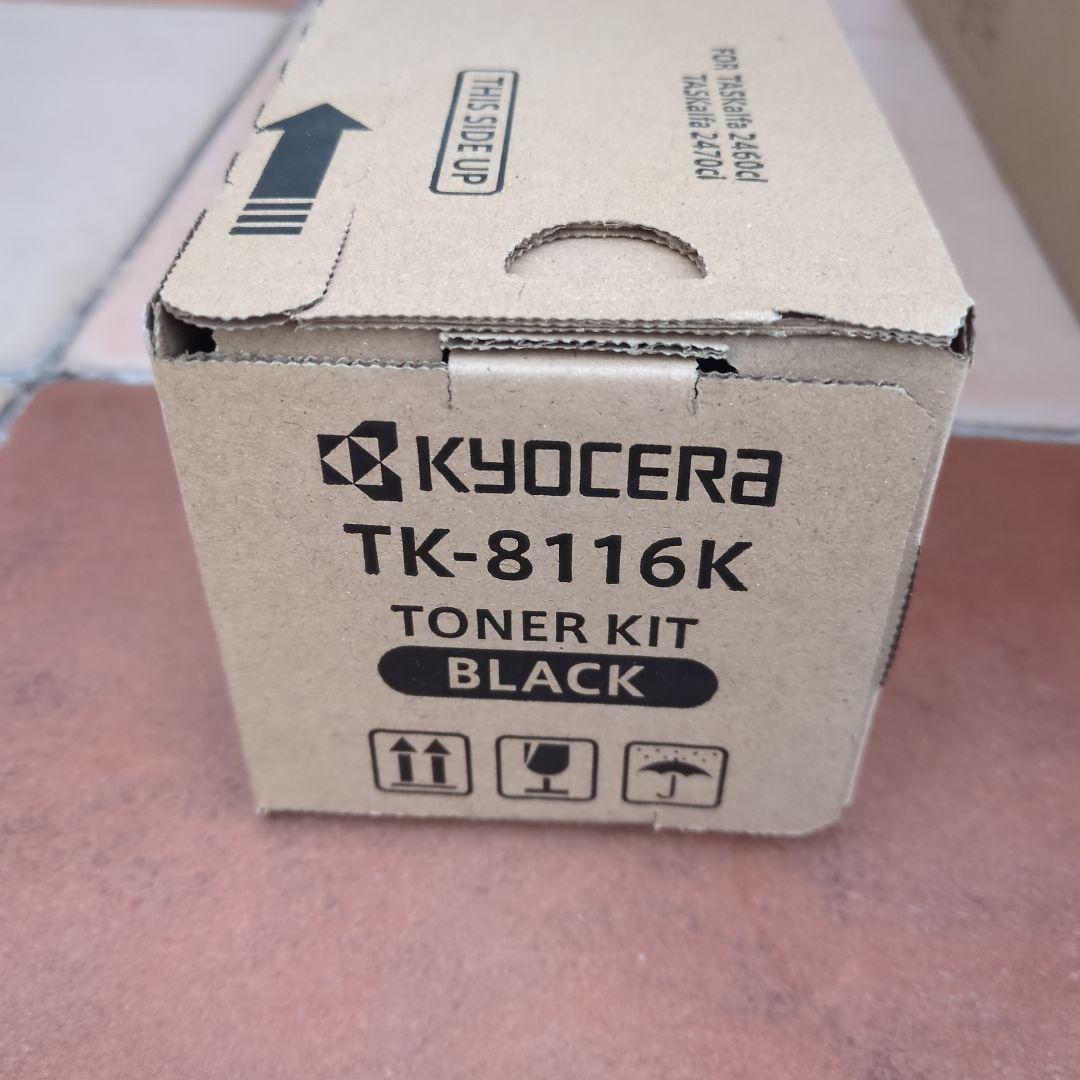 THIS SIDE UP
FOR TASKalfa 2460ci
TASKalfa 2470ci
KYOCERA
TK-8116K
TONER KIT
BLACK